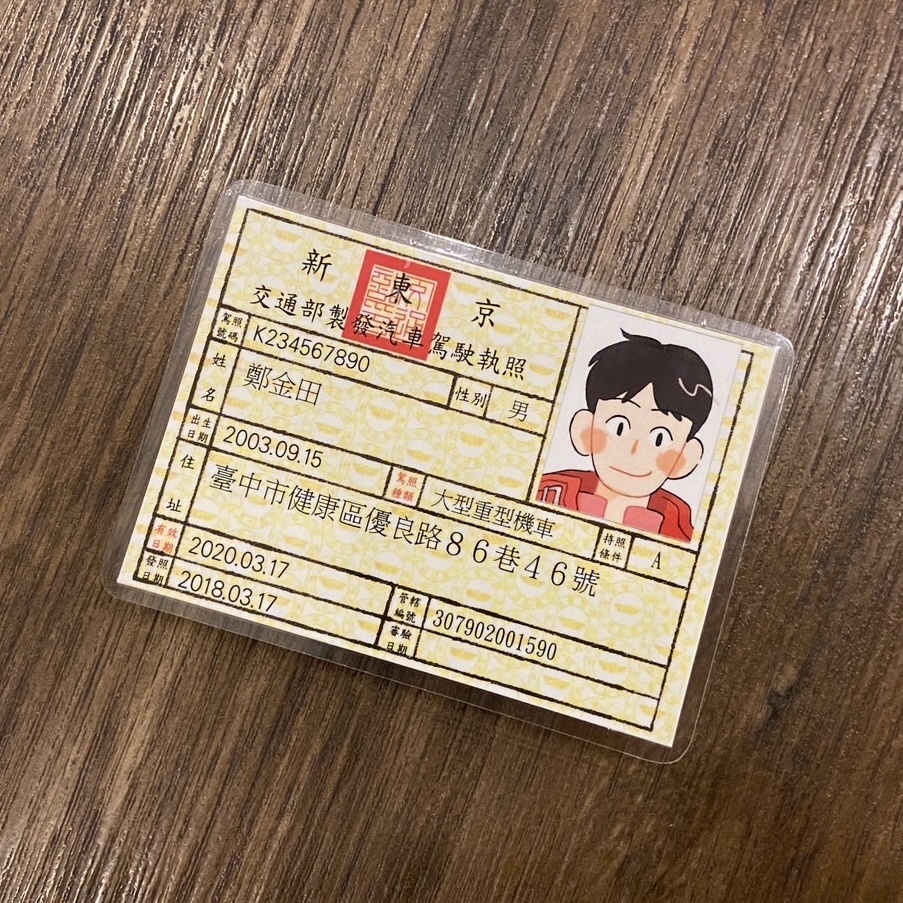 新東京
交通部製發汽車駕駛執照
駕照號碼 K234567890
姓名 鄭金田 性別 男
出生日期 2003.09.15 駕照種類 大型重型機車
住址 臺中市健康區優良路86巷46號 持照條件 A
有效日期 2020.03.17
發照日期 2018.03.17
管轄編號 307902001590
審驗日期